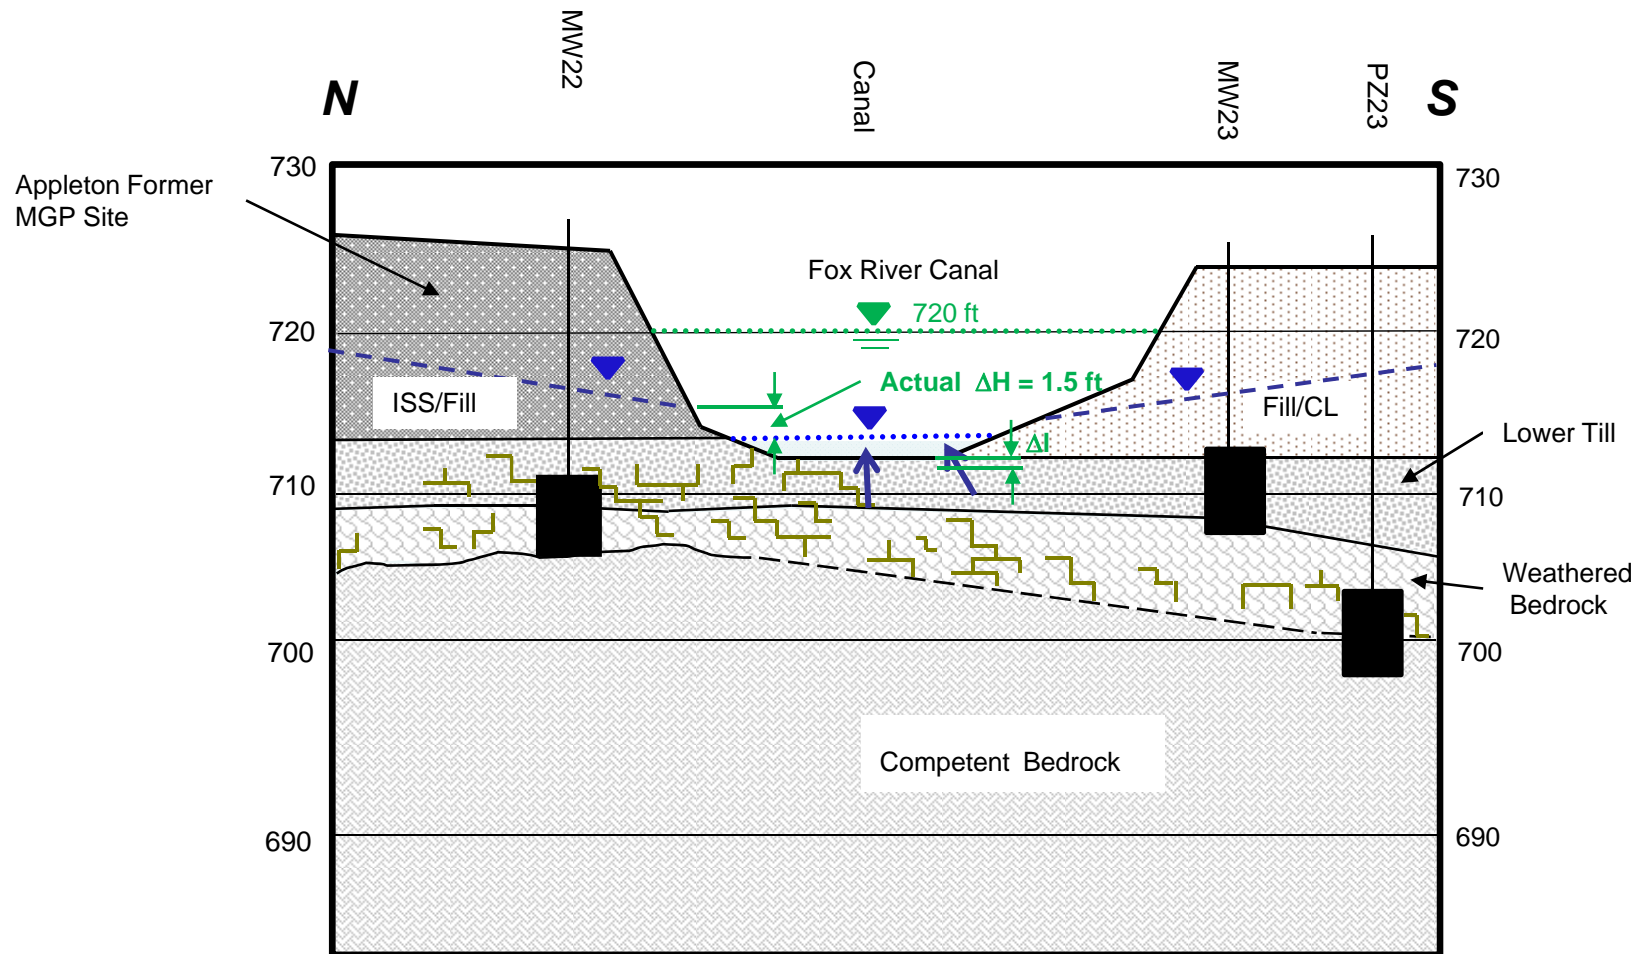 MW22
Canal
MW23
PZ23
N
S
730
730
Appleton Former
MGP Site
Fox River Canal
720 ft
720
720
Actual ΔH = 1.5 ft
ISS/Fill
Fill/CL
ΔI
Lower Till
710
710
Weathered
Bedrock
700
700
Competent Bedrock
690
690